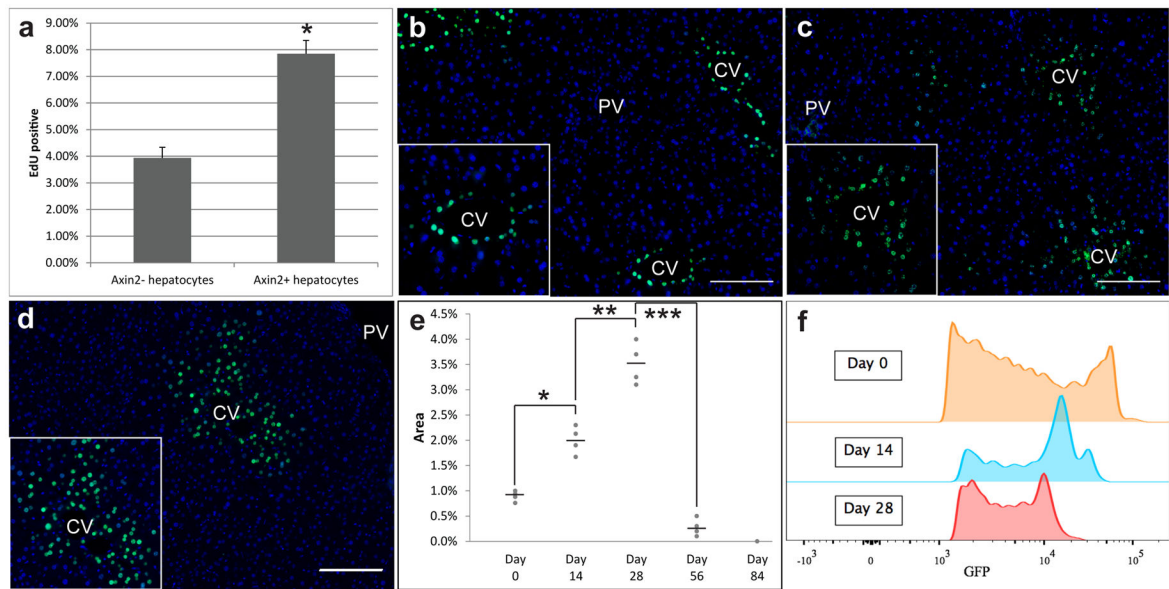 a
9.00%
8.00%
7.00%
6.00%
5.00%
4.00%
3.00%
2.00%
1.00%
0.00%
EdU positive
*
Axin2- hepatocytes
Axin2+ hepatocytes
b
CV
PV
CV
CV
c
CV
PV
CV
CV
d
PV
CV
CV
e
4.5%
4.0%
3.5%
3.0%
2.5%
2.0%
1.5%
1.0%
0.5%
0.0%
Area
*
**
***
Day 0
Day 14
Day 28
Day 56
Day 84
f
Day 0
Day 14
Day 28
-10³ 0 10³ 10⁴ 10⁵
GFP